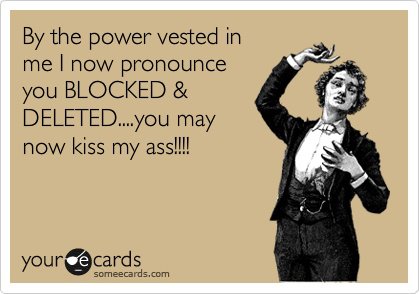 By the power vested in
me I now pronounce
you BLOCKED &
DELETED....you may
now kiss my ass!!!!
your e cards
someecards.com